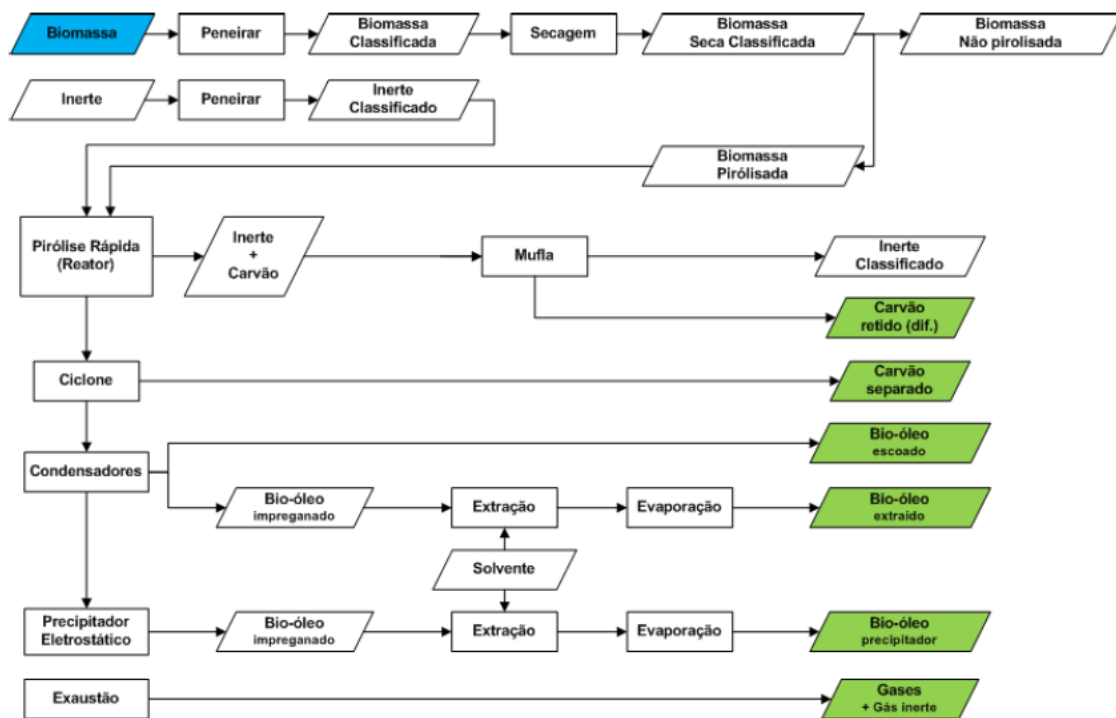 Biomassa
Peneirar
Biomassa
Classificada
Secagem
Biomassa
Seca Classificada
Biomassa
Não pirolisada
Inerte
Peneirar
Inerte
Classificado
Biomassa
Pirólisada
Pirólise Rápida
(Reator)
Inerte
+
Carvão
Mufla
Inerte
Classificado
Carvão
retido (dif.)
Ciclone
Carvão
separado
Condensadores
Bio-óleo
escoado
Bio-óleo
impreganado
Extração
Evaporação
Bio-óleo
extraído
Solvente
Precipitador
Eletrostático
Bio-óleo
impreganado
Extração
Evaporação
Bio-óleo
precipitador
Exaustão
Gases
+ Gás inerte